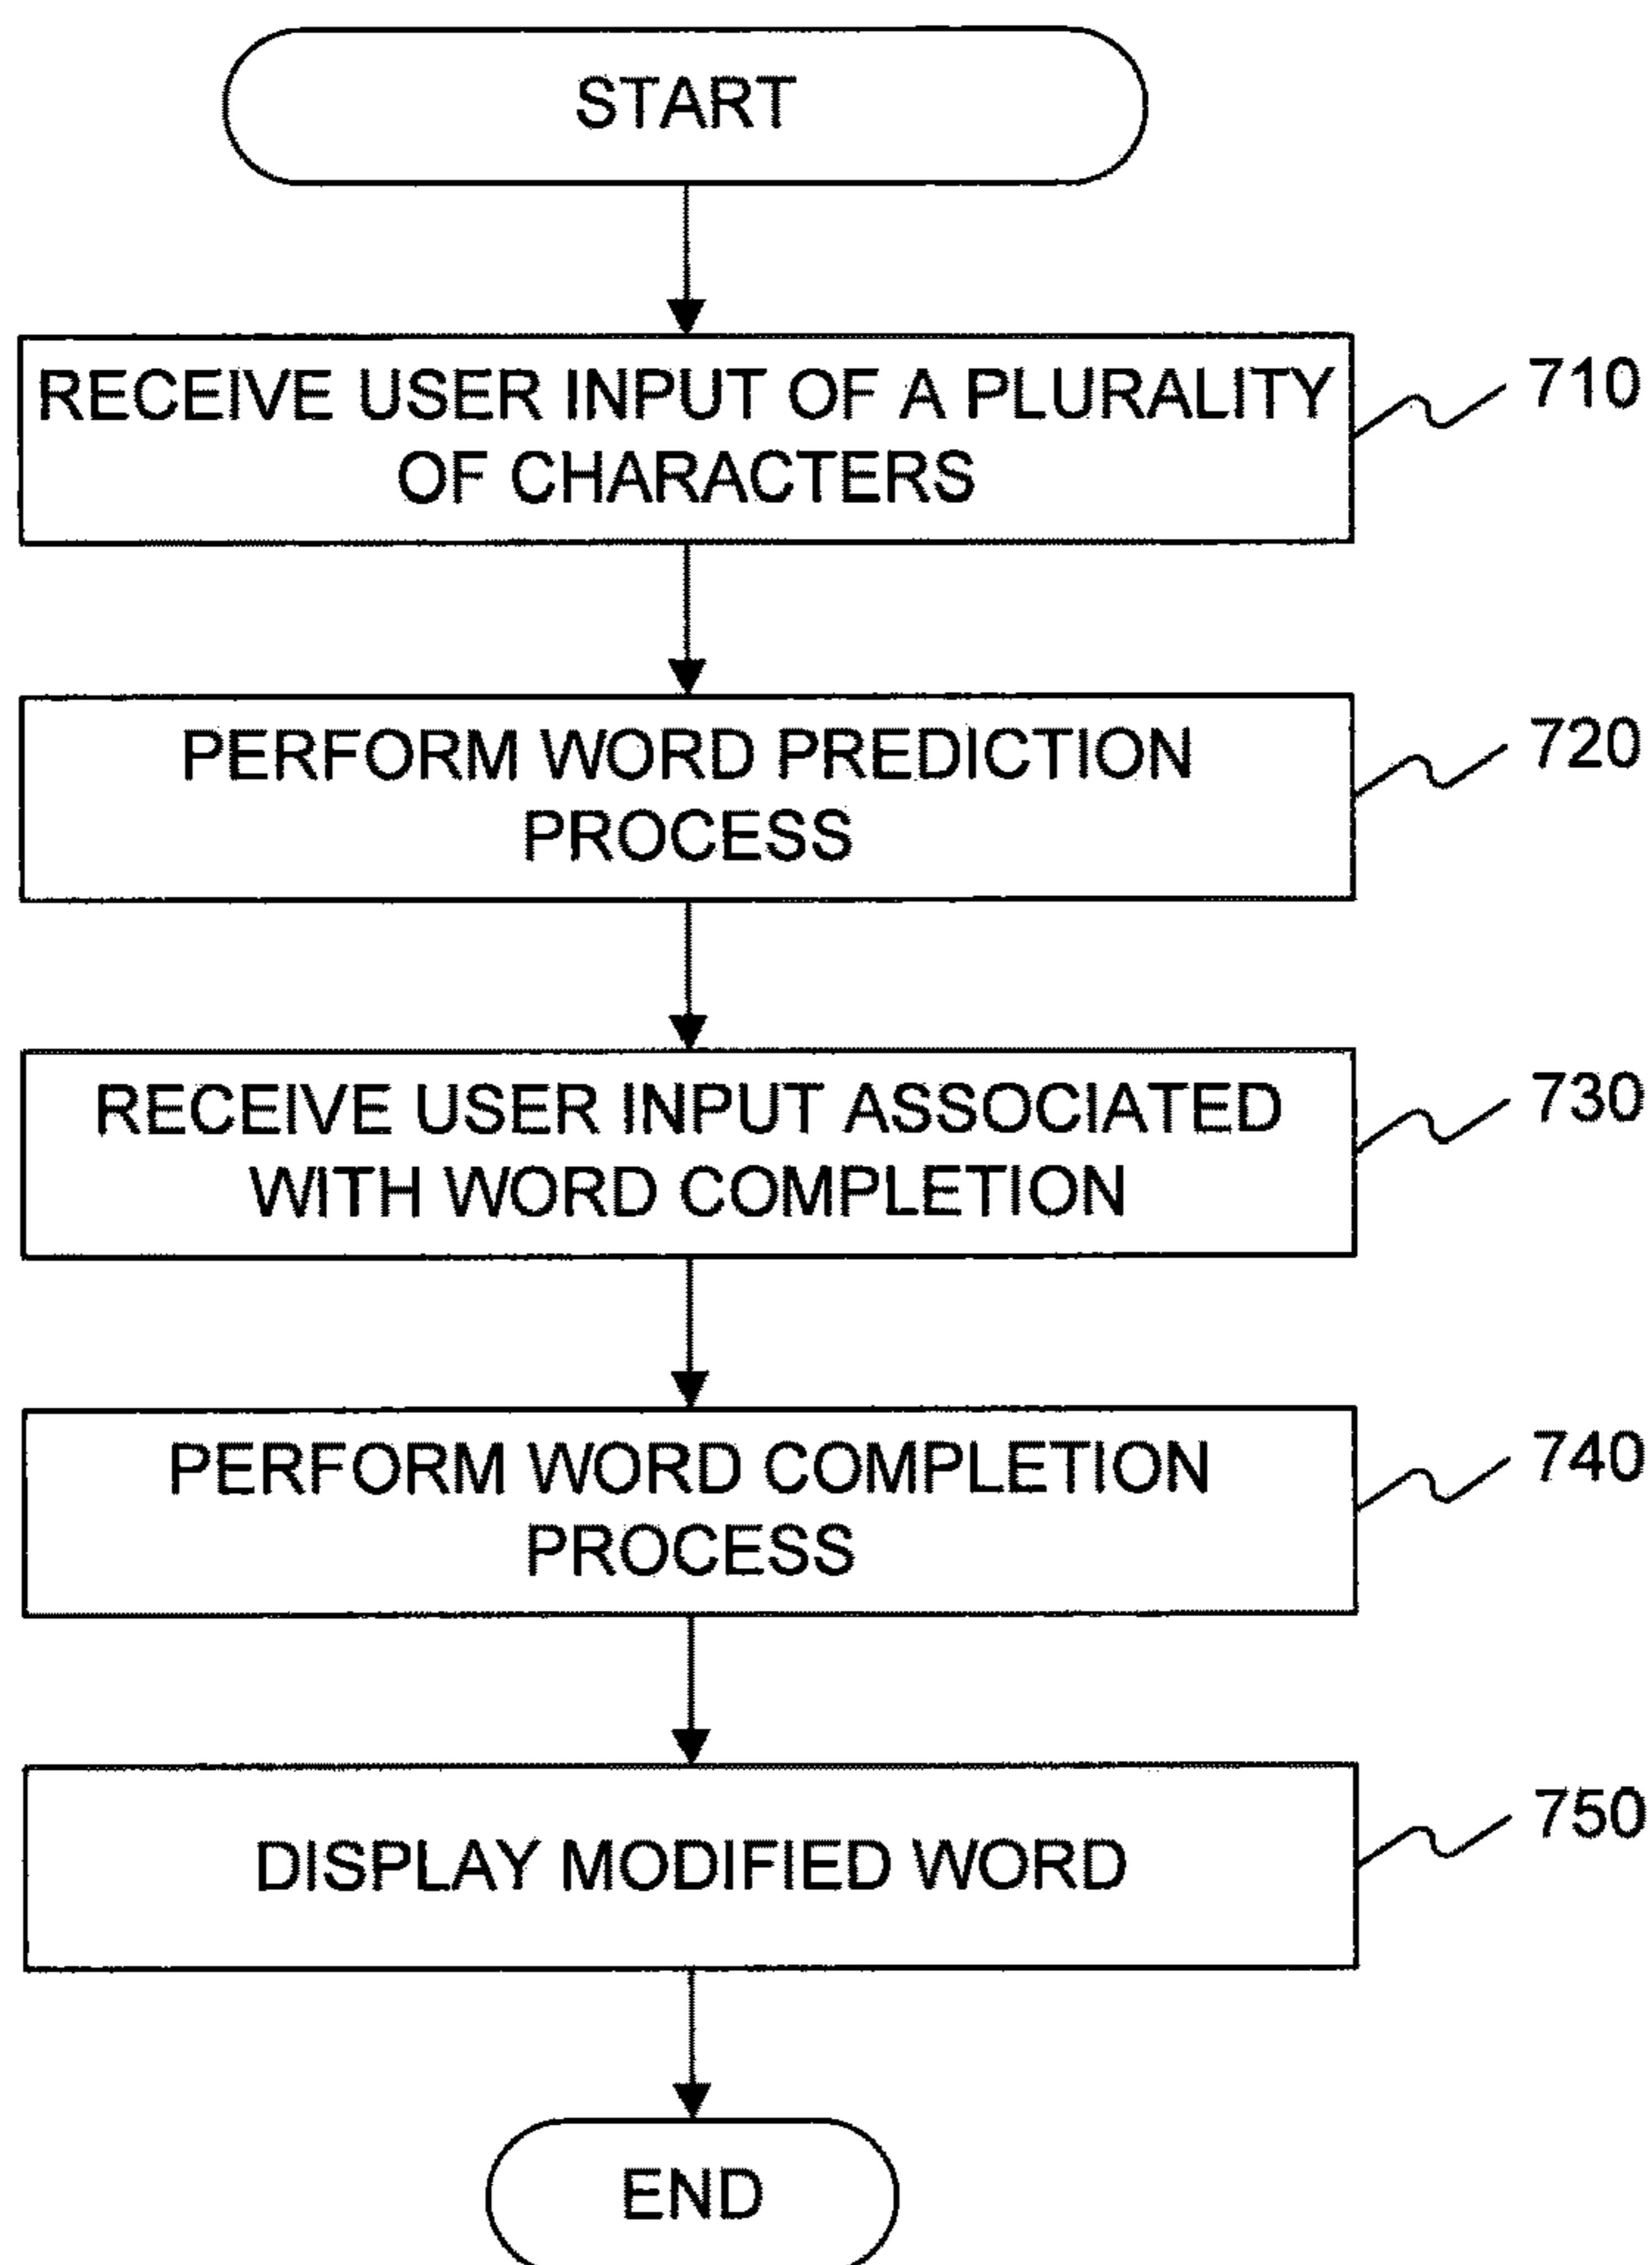 START
RECEIVE USER INPUT OF A PLURALITY
OF CHARACTERS
710
PERFORM WORD PREDICTION
PROCESS
720
RECEIVE USER INPUT ASSOCIATED
WITH WORD COMPLETION
730
PERFORM WORD COMPLETION
PROCESS
740
DISPLAY MODIFIED WORD
750
END